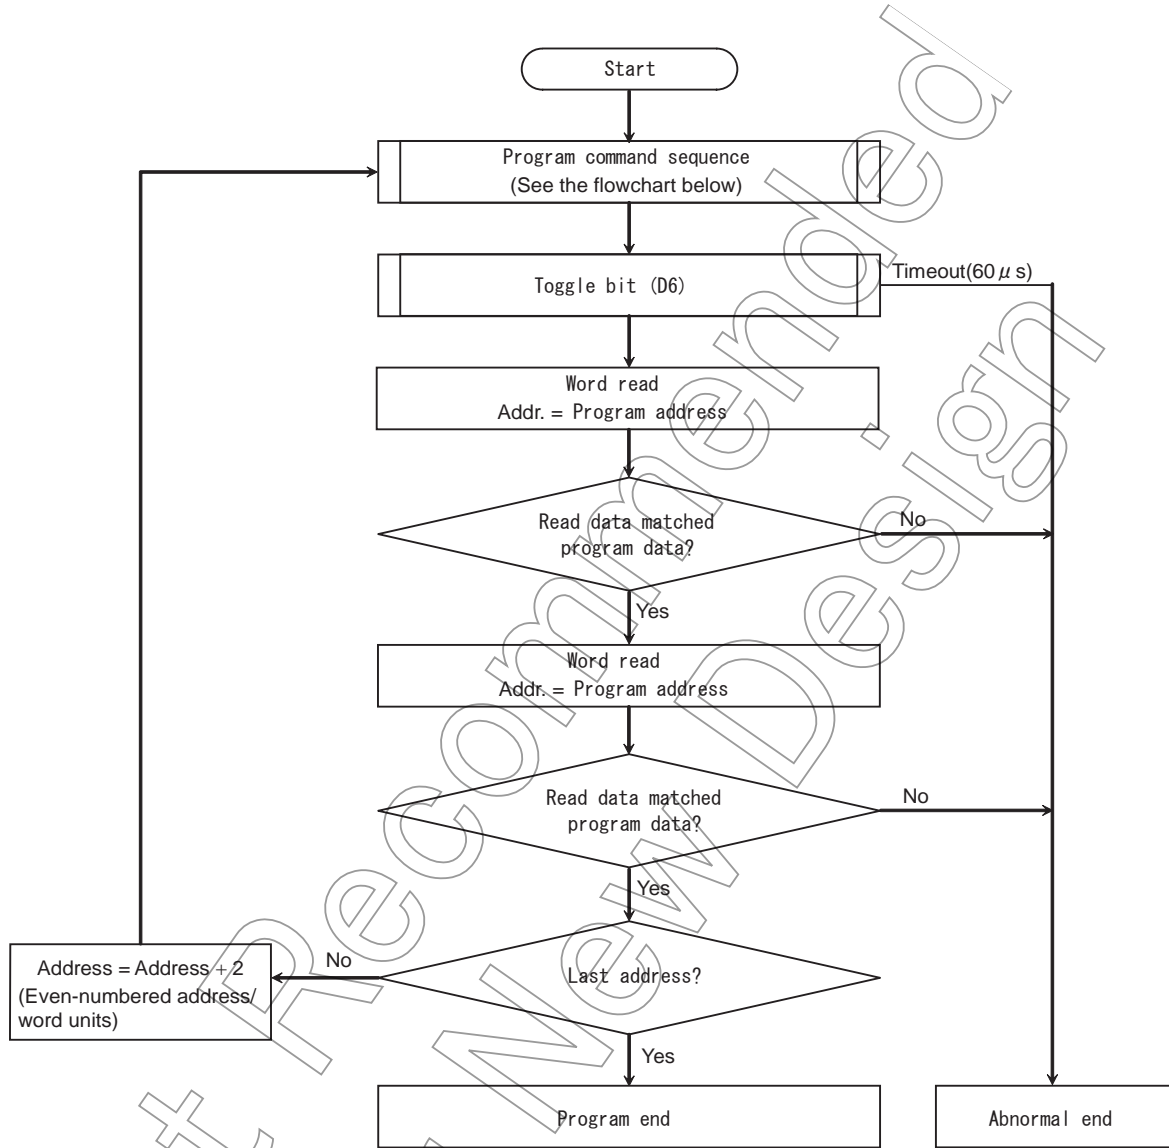 Start
Program command sequence
(See the flowchart below)
Toggle bit (D6)
Timeout(60 μ s)
Word read
Addr. = Program address
Read data matched
program data?
No
Yes
Word read
Addr. = Program address
Read data matched
program data?
No
Yes
Last address?
No
Address = Address + 2
(Even-numbered address/
word units)
Yes
Program end
Abnormal end
t Recommended
New Design